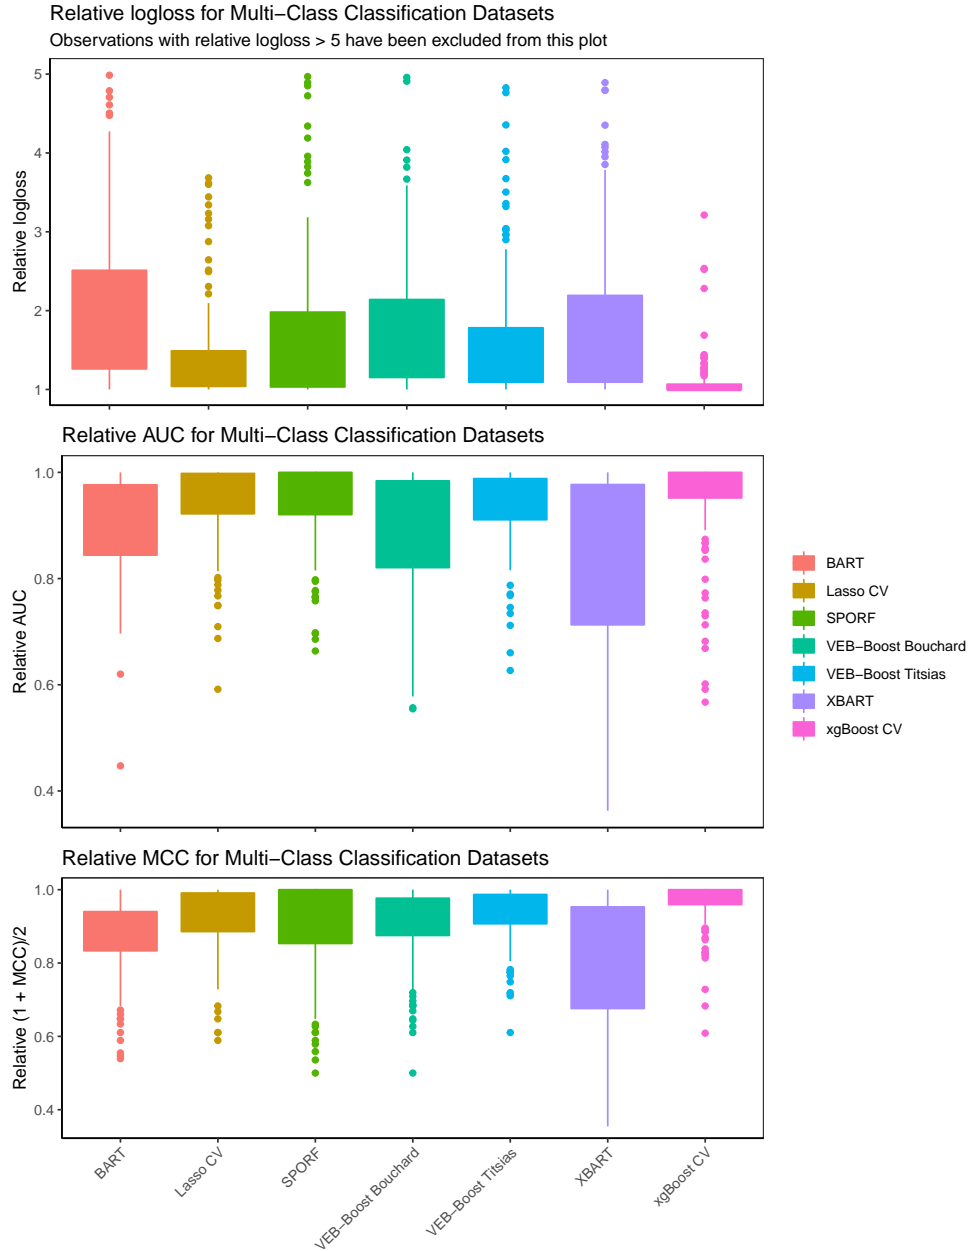 Relative logloss for Multi−Class Classification Datasets
Observations with relative logloss > 5 have been excluded from this plot
5
4
3
2
1
Relative logloss
Relative AUC for Multi−Class Classification Datasets
1.0
0.8
0.6
0.4
Relative AUC
BART
Lasso CV
SPORF
VEB−Boost Bouchard
VEB−Boost Titsias
XBART
xgBoost CV
Relative MCC for Multi−Class Classification Datasets
1.0
0.8
0.6
0.4
Relative (1 + MCC)/2
BART
Lasso CV
SPORF
VEB−Boost Bouchard
VEB−Boost Titsias
XBART
xgBoost CV